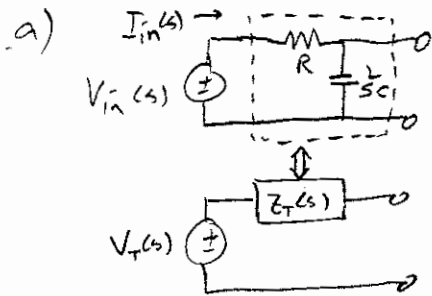 a)
I_in(s) →
R
1/sC
V_in(s)
±
Z_T(s)
V_T(s)
±